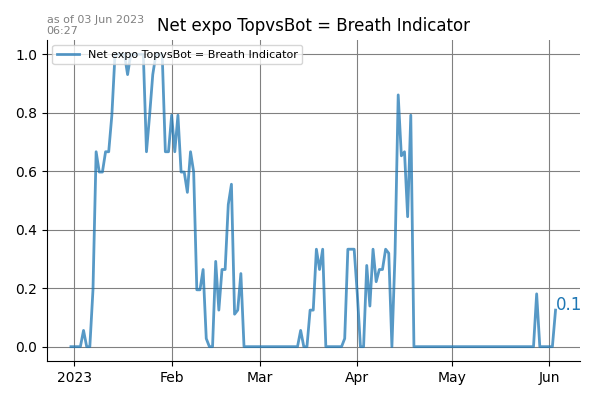 as of 03 Jun 2023
06:27
Net expo TopvsBot = Breath Indicator
Net expo TopvsBot = Breath Indicator
1.0
0.8
0.6
0.4
0.2
0.0
0.1
2023 Feb Mar Apr May Jun